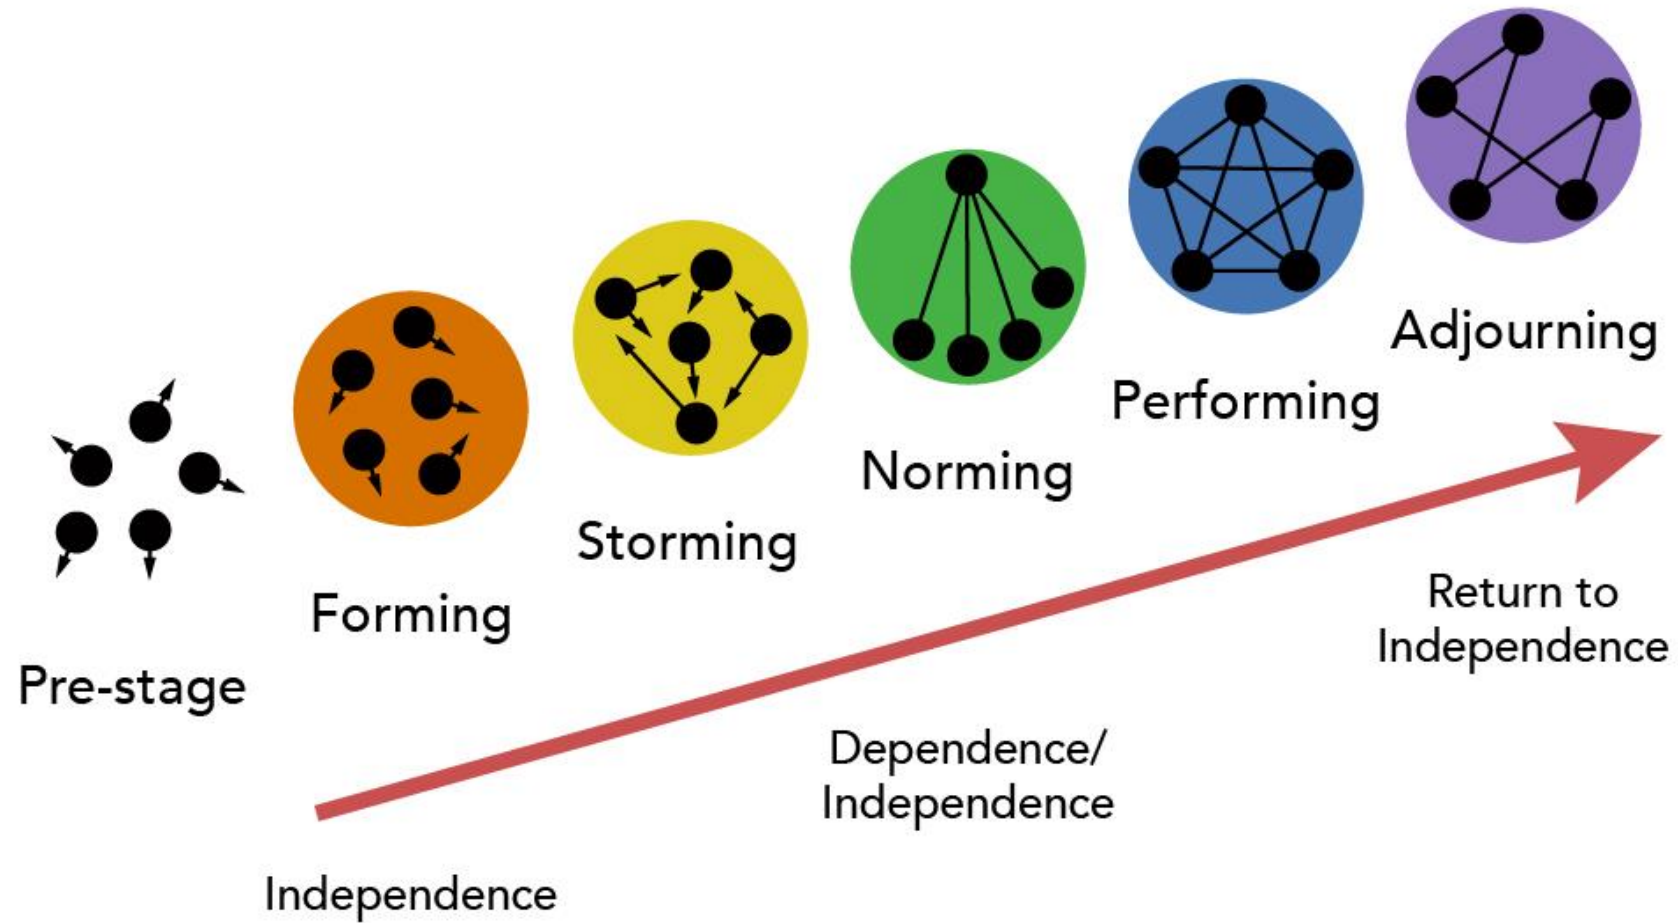 Pre-stage
Forming
Storming
Norming
Performing
Adjourning
Independence
Dependence/
Independence
Return to
Independence